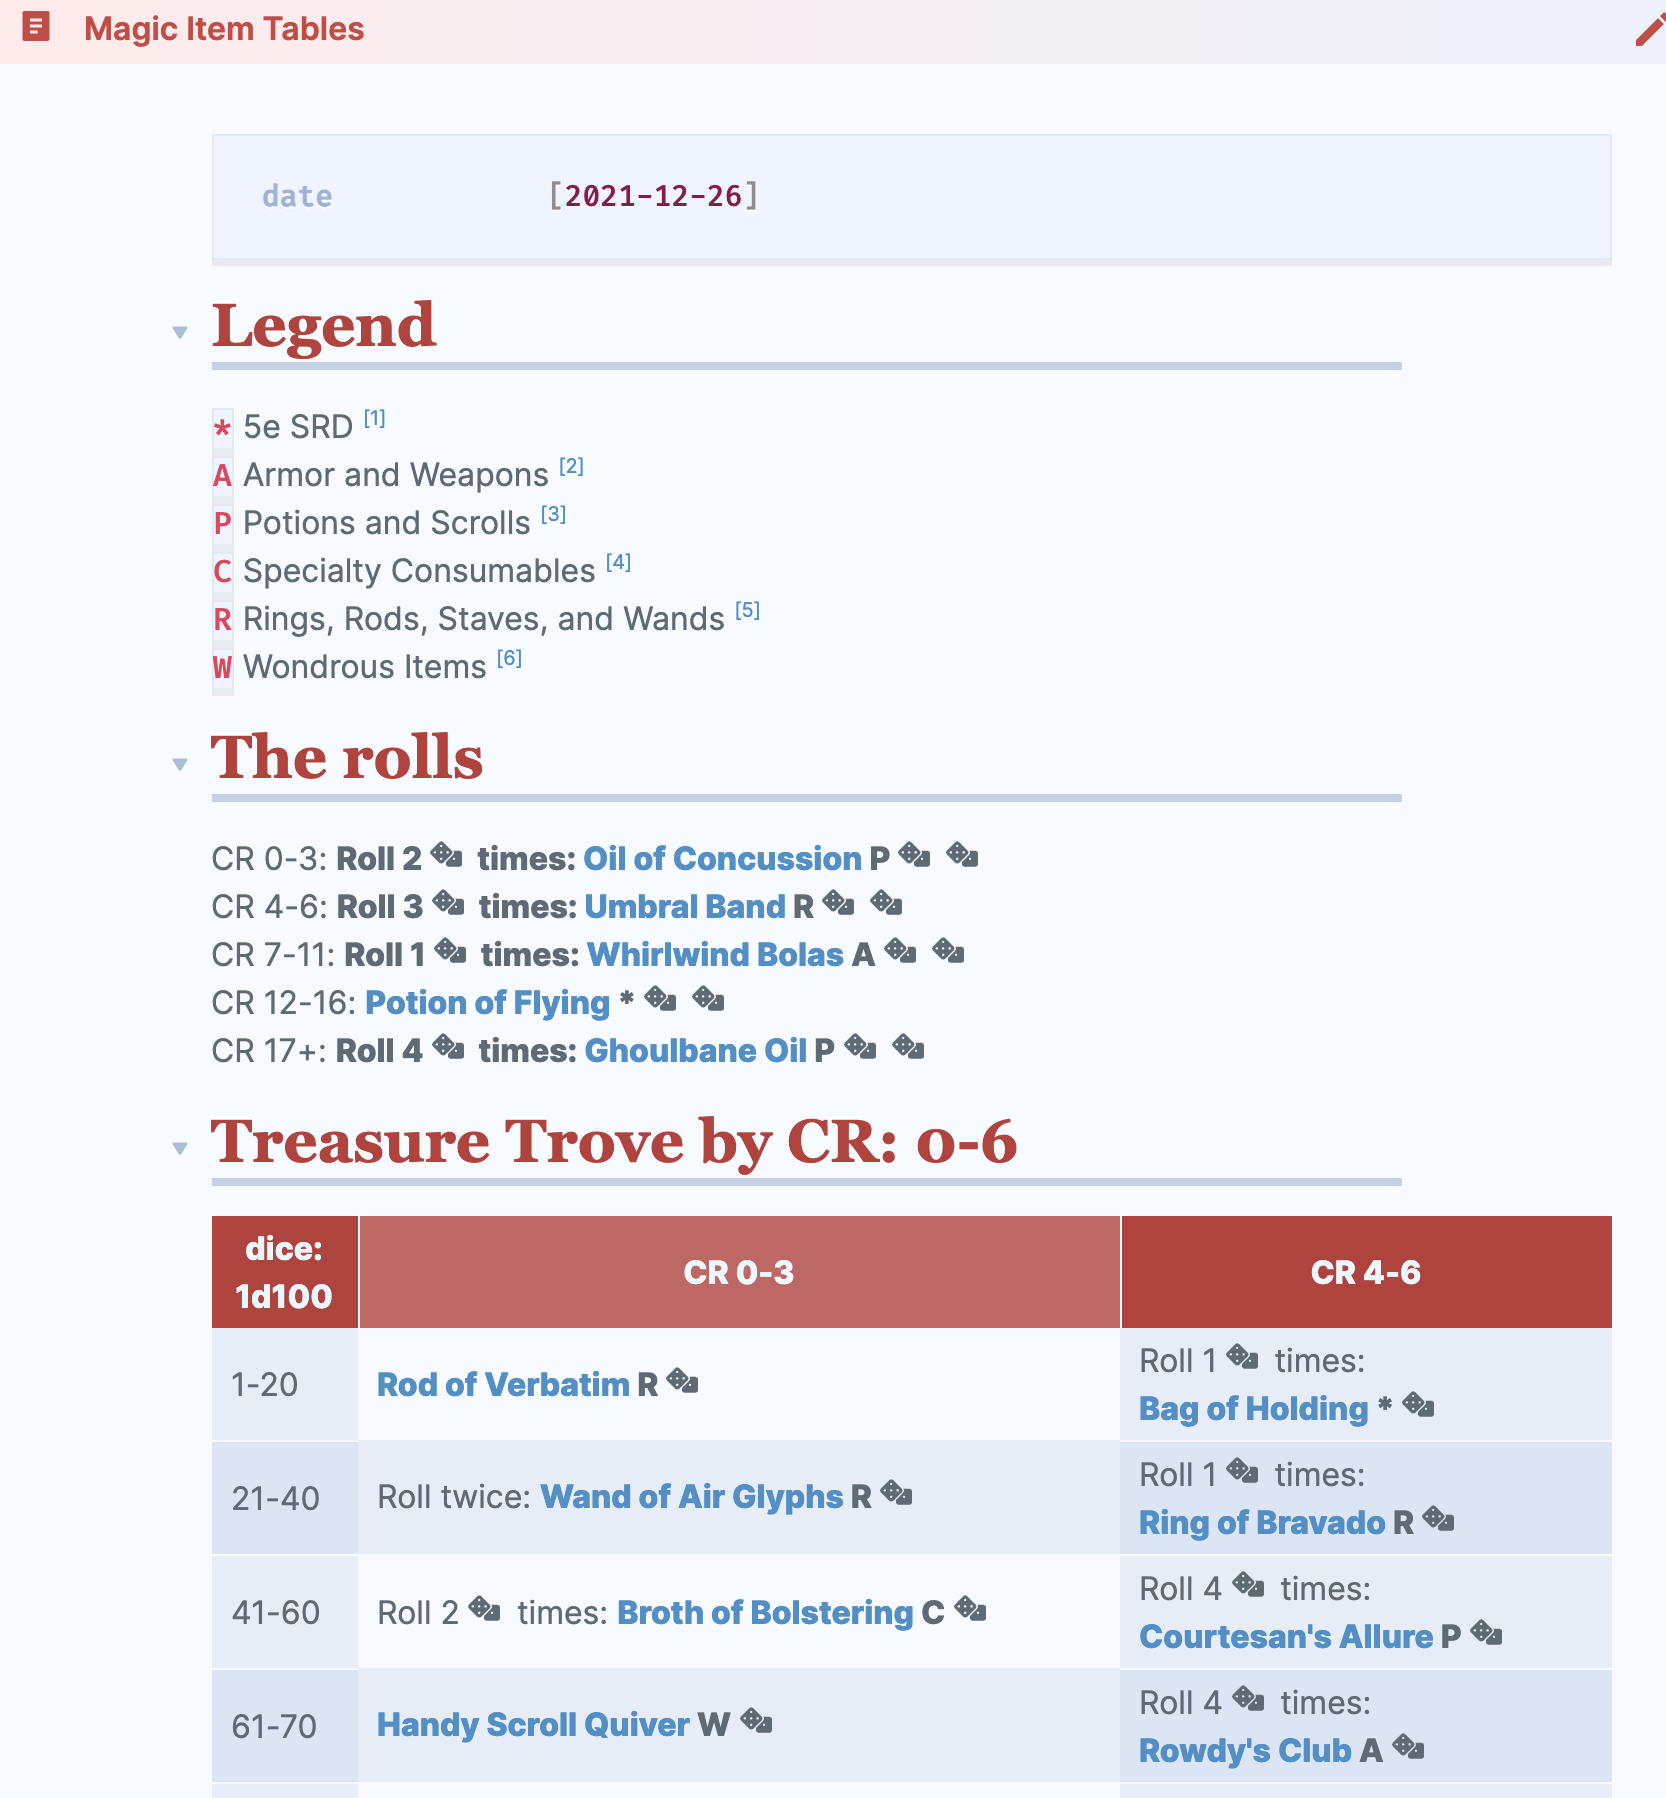 Magic Item Tables
date [2021-12-26]
Legend
* 5e SRD [1]
A Armor and Weapons [2]
P Potions and Scrolls [3]
C Specialty Consumables [4]
R Rings, Rods, Staves, and Wands [5]
W Wondrous Items [6]
The rolls
CR 0-3: Roll 2 times: Oil of Concussion P
CR 4-6: Roll 3 times: Umbral Band R
CR 7-11: Roll 1 times: Whirlwind Bolas A
CR 12-16: Potion of Flying *
CR 17+: Roll 4 times: Ghoulbane Oil P
Treasure Trove by CR: 0-6
dice:
1d100
CR 0-3
CR 4-6
1-20
Rod of Verbatim R
Roll 1 times:
Bag of Holding *
21-40
Roll twice: Wand of Air Glyphs R
Roll 1 times:
Ring of Bravado R
41-60
Roll 2 times: Broth of Bolstering C
Roll 4 times:
Courtesan's Allure P
61-70
Handy Scroll Quiver W
Roll 4 times:
Rowdy's Club A